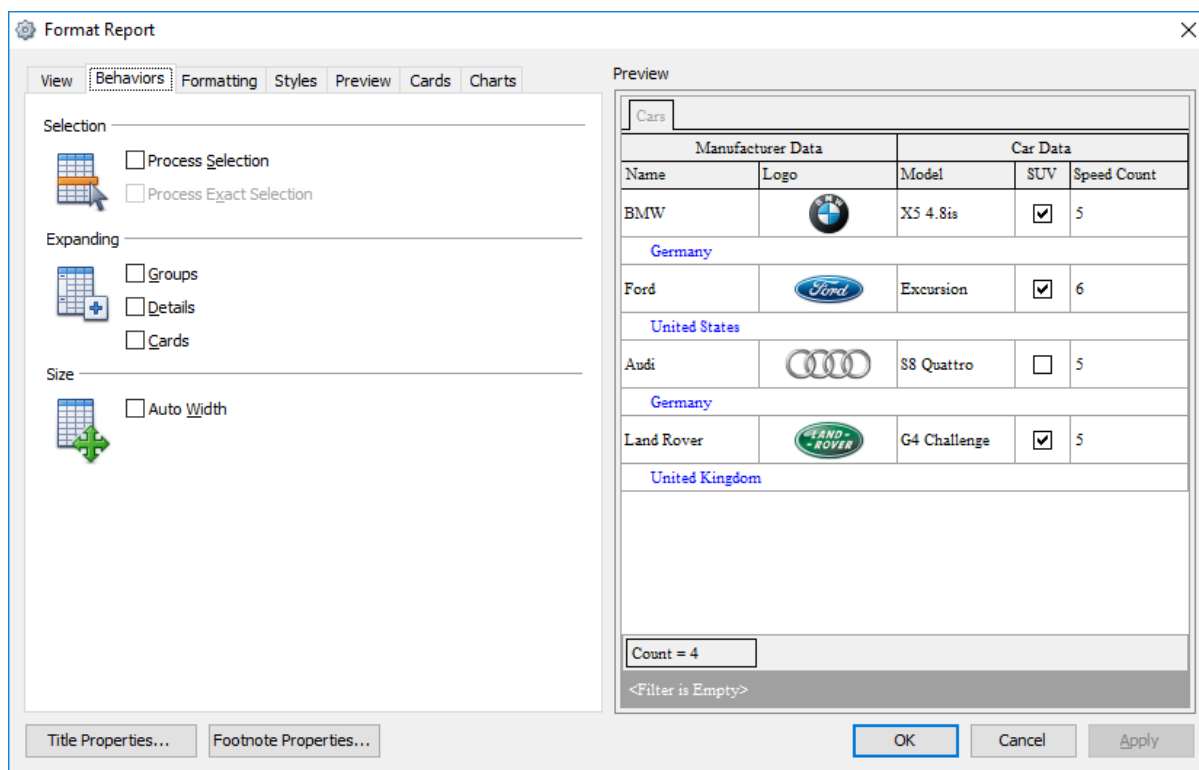 Format Report
View Behaviors Formatting Styles Preview Cards Charts
Selection
Process Selection
Process Exact Selection
Expanding
Groups
Details
Cards
Size
Auto Width
Preview
Cars
Manufacturer Data Car Data
Name Logo Model SUV Speed Count
BMW BMW X5 4.8is 5
Germany
Ford Ford Excursion 6
United States
Audi S8 Quattro 5
Germany
Land Rover LAND-ROVER G4 Challenge 5
United Kingdom
Count = 4
<Filter is Empty>
Title Properties... Footnote Properties... OK Cancel Apply